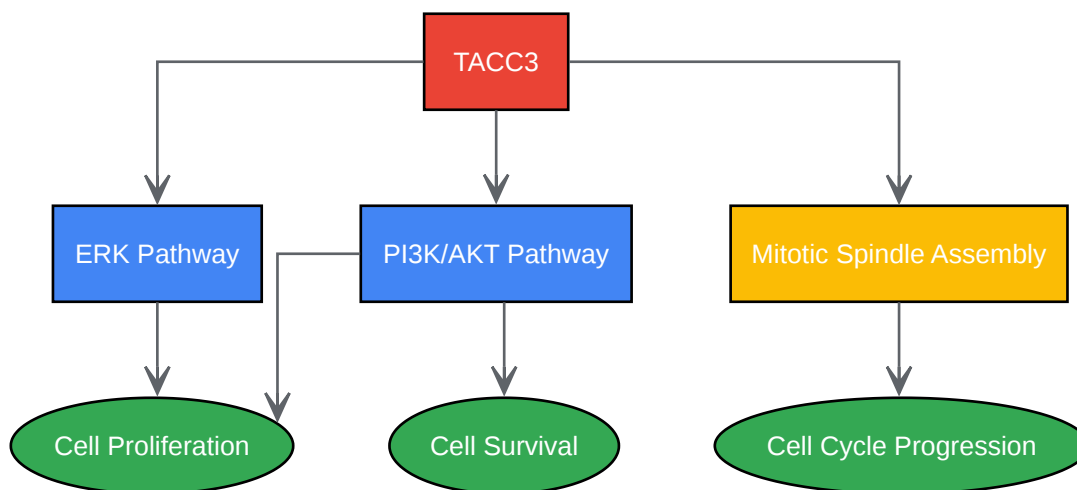 TACC3
ERK Pathway
PI3K/AKT Pathway
Mitotic Spindle Assembly
Cell Proliferation
Cell Survival
Cell Cycle Progression